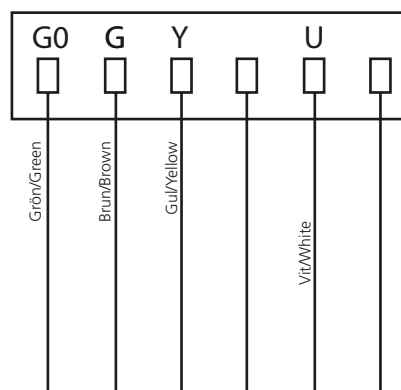 G0 G Y U
Grön/Green
Brun/Brown
Gul/Yellow
Vit/White